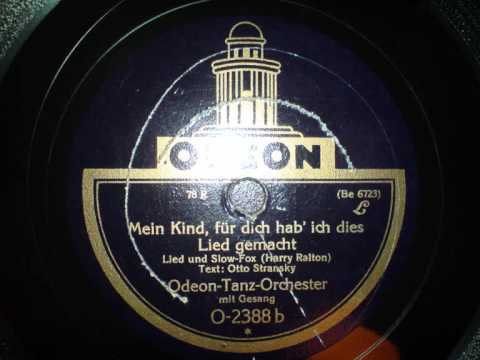 ODEON
78 R
(Be 6723)
L
Mein Kind, für dich hab' ich dies
Lied gemacht
Lied und Slow-Fox (Harry Ralton)
Text: Otto Stransky
Odeon-Tanz-Orchester
mit Gesang
O-2388 b